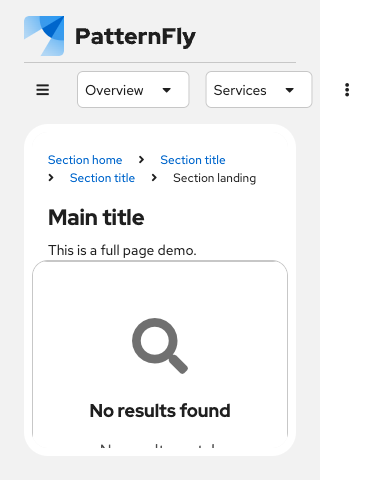 PatternFly
Overview
Services
Section home
Section title
Section title
Section landing
Main title
This is a full page demo.
No results found